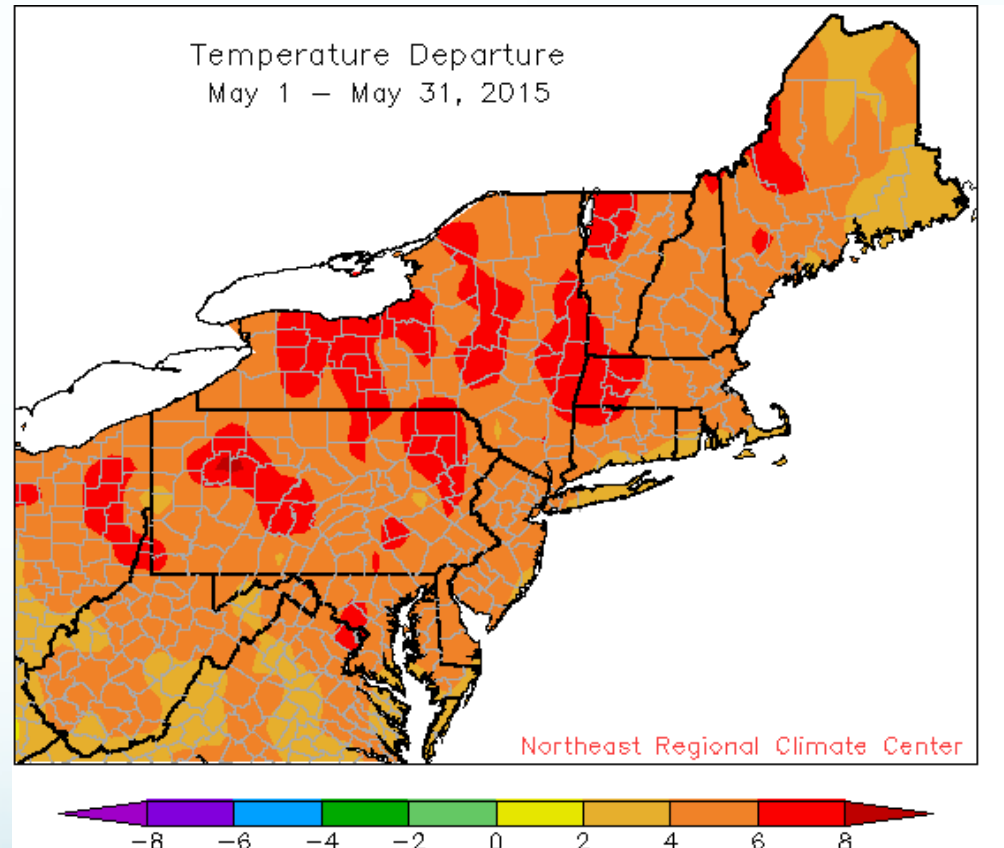 Temperature Departure
May 1 – May 31, 2015
Northeast Regional Climate Center
-8 -6 -4 -2 0 2 4 6 8